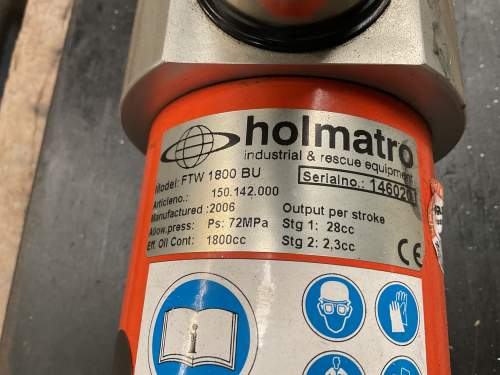 holmatro
industrial & rescue equipment
Model: FTW 1800 BU
Serialno.:
Articleno.: 150.142.000
Manufactured :2006
Output per stroke
Allow.press: Ps: 72MPa
Stg 1: 28cc
Eff. Oil Cont: 1800cc
Stg 2: 2,3cc
CE